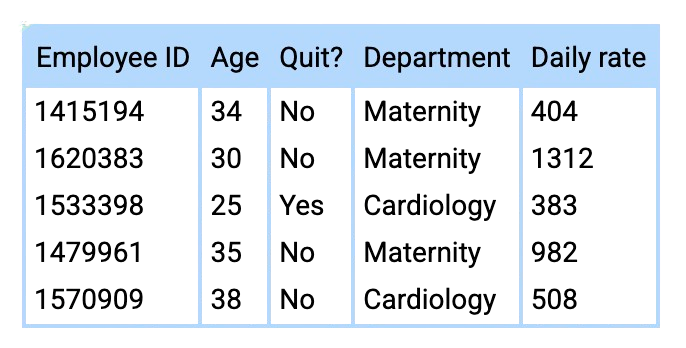 Employee ID Age Quit? Department Daily rate
1415194 34 No Maternity 404
1620383 30 No Maternity 1312
1533398 25 Yes Cardiology 383
1479961 35 No Maternity 982
1570909 38 No Cardiology 508